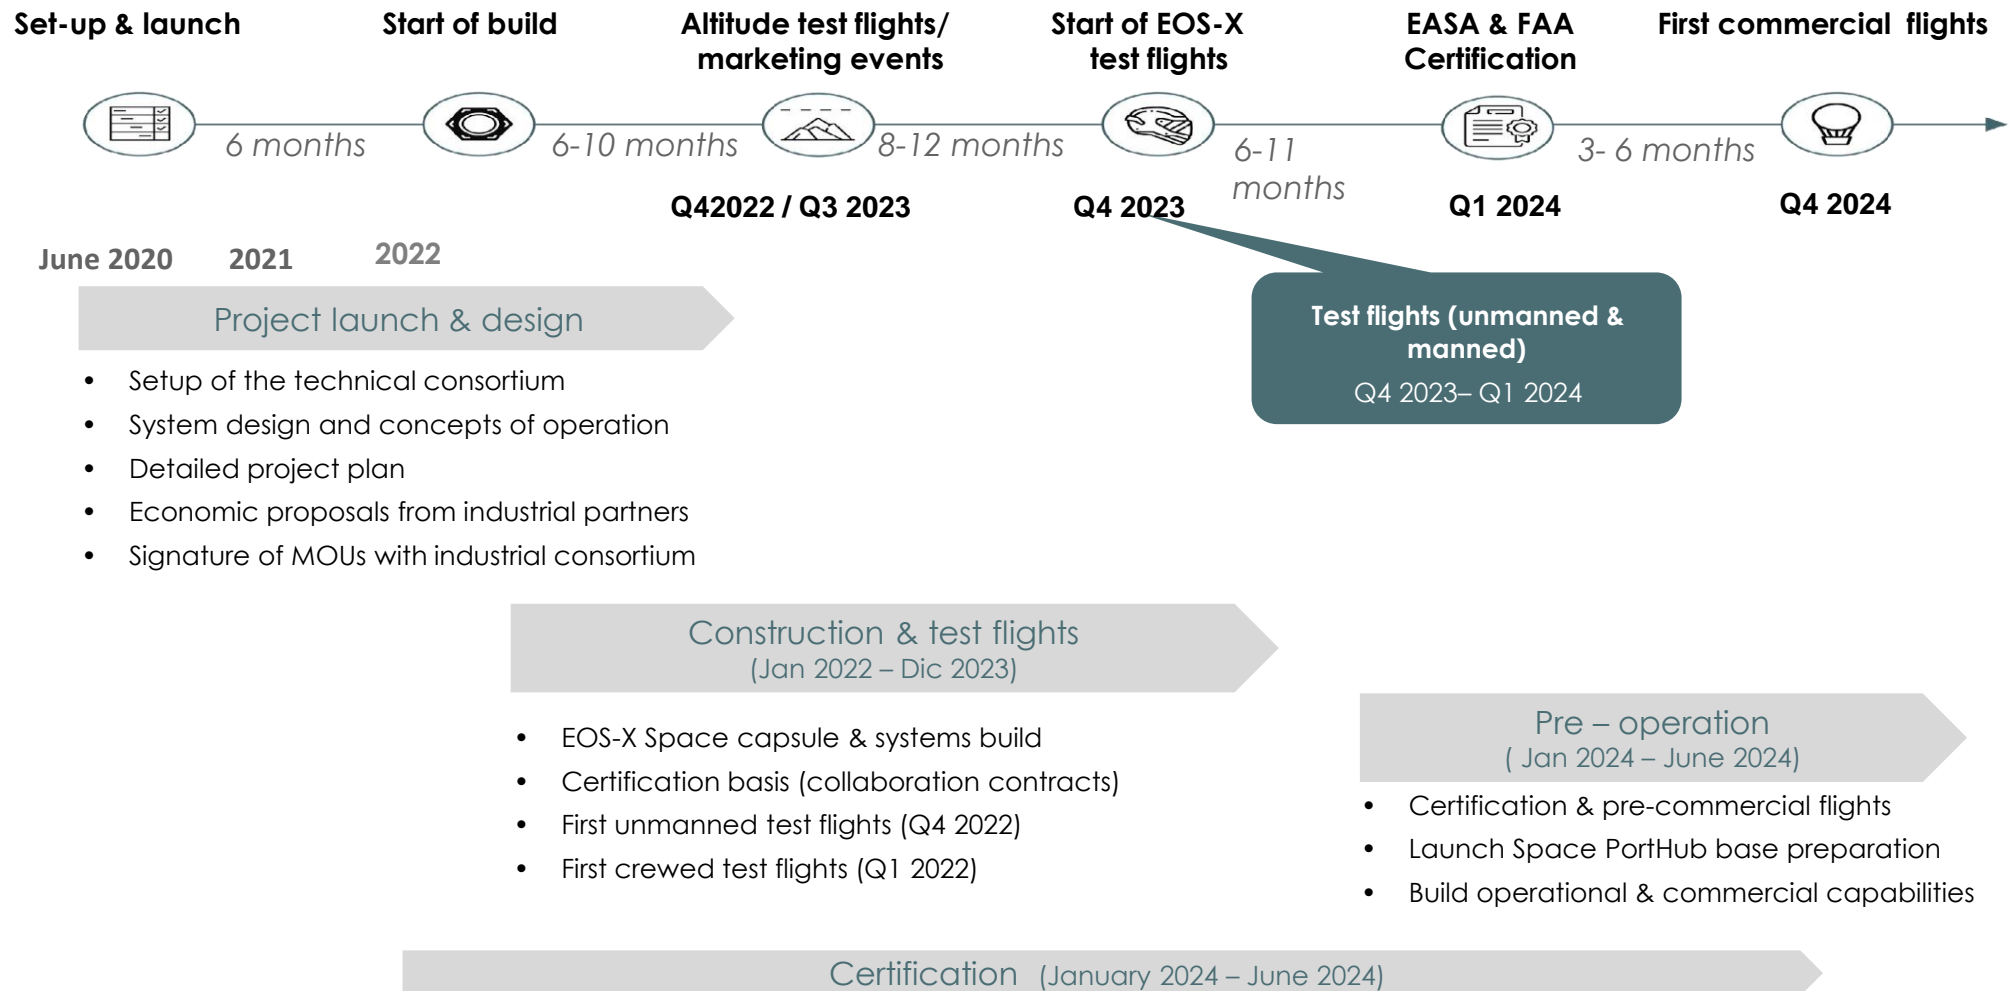 Set-up & launch
Start of build
Altitude test flights/
marketing events
Start of EOS-X
test flights
EASA & FAA
Certification
First commercial flights
6 months
6-10 months
8-12 months
6-11
months
3- 6 months
Q42022 / Q3 2023
Q4 2023
Q1 2024
Q4 2024
June 2020
2021
2022
Project launch & design
Test flights (unmanned &
manned)
Q4 2023– Q1 2024
• Setup of the technical consortium
• System design and concepts of operation
• Detailed project plan
• Economic proposals from industrial partners
• Signature of MOUs with industrial consortium
Construction & test flights
(Jan 2022 – Dic 2023)
• EOS-X Space capsule & systems build
• Certification basis (collaboration contracts)
• First unmanned test flights (Q4 2022)
• First crewed test flights (Q1 2022)
Pre – operation
( Jan 2024 – June 2024)
• Certification & pre-commercial flights
• Launch Space PortHub base preparation
• Build operational & commercial capabilities
Certification (January 2024 – June 2024)